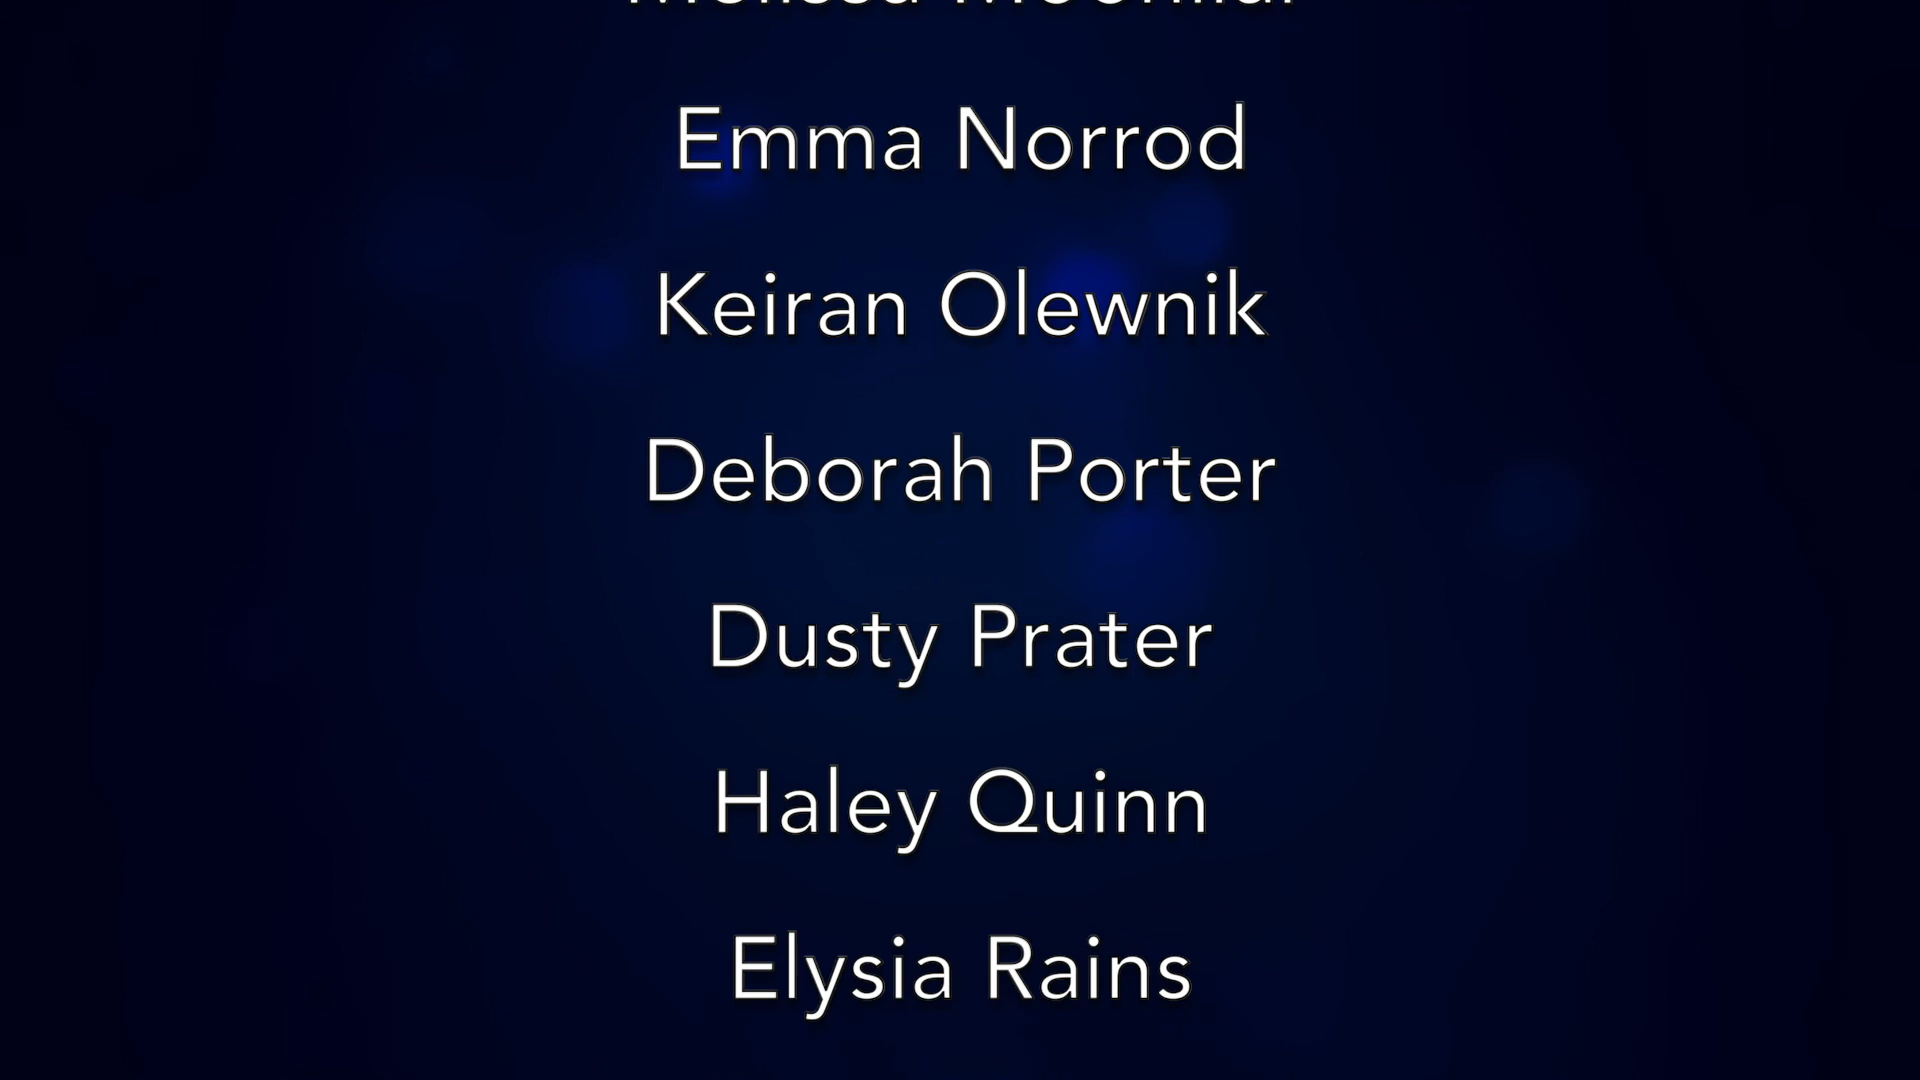 Emma Norrod
Keiran Olewnik
Deborah Porter
Dusty Prater
Haley Quinn
Elysia Rains